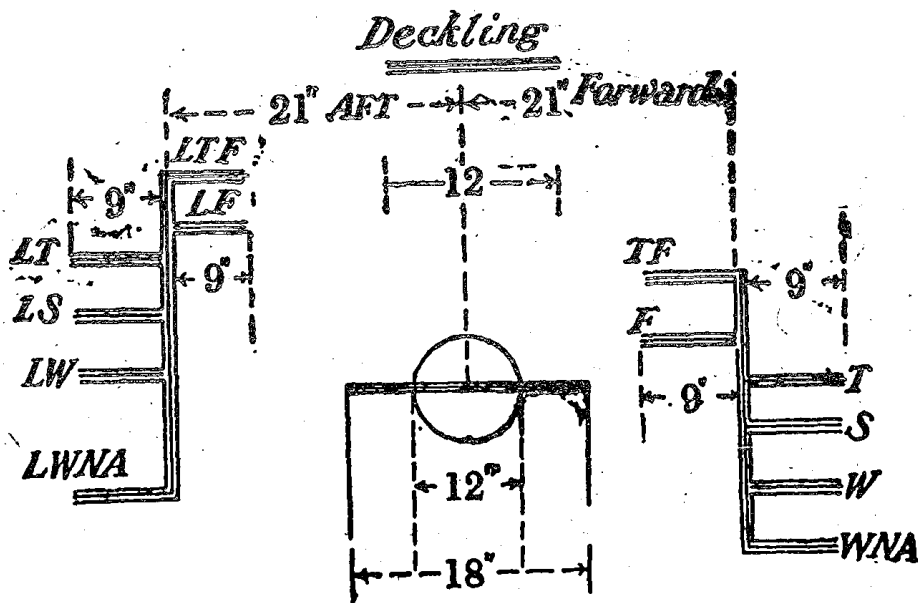 Deckling
21" AFT
21" Forward
LTF
12
9"
LF
LT
9"
TF
9"
LS
F
LW
T
9"
S
LWNA
12"
W
WNA
18"